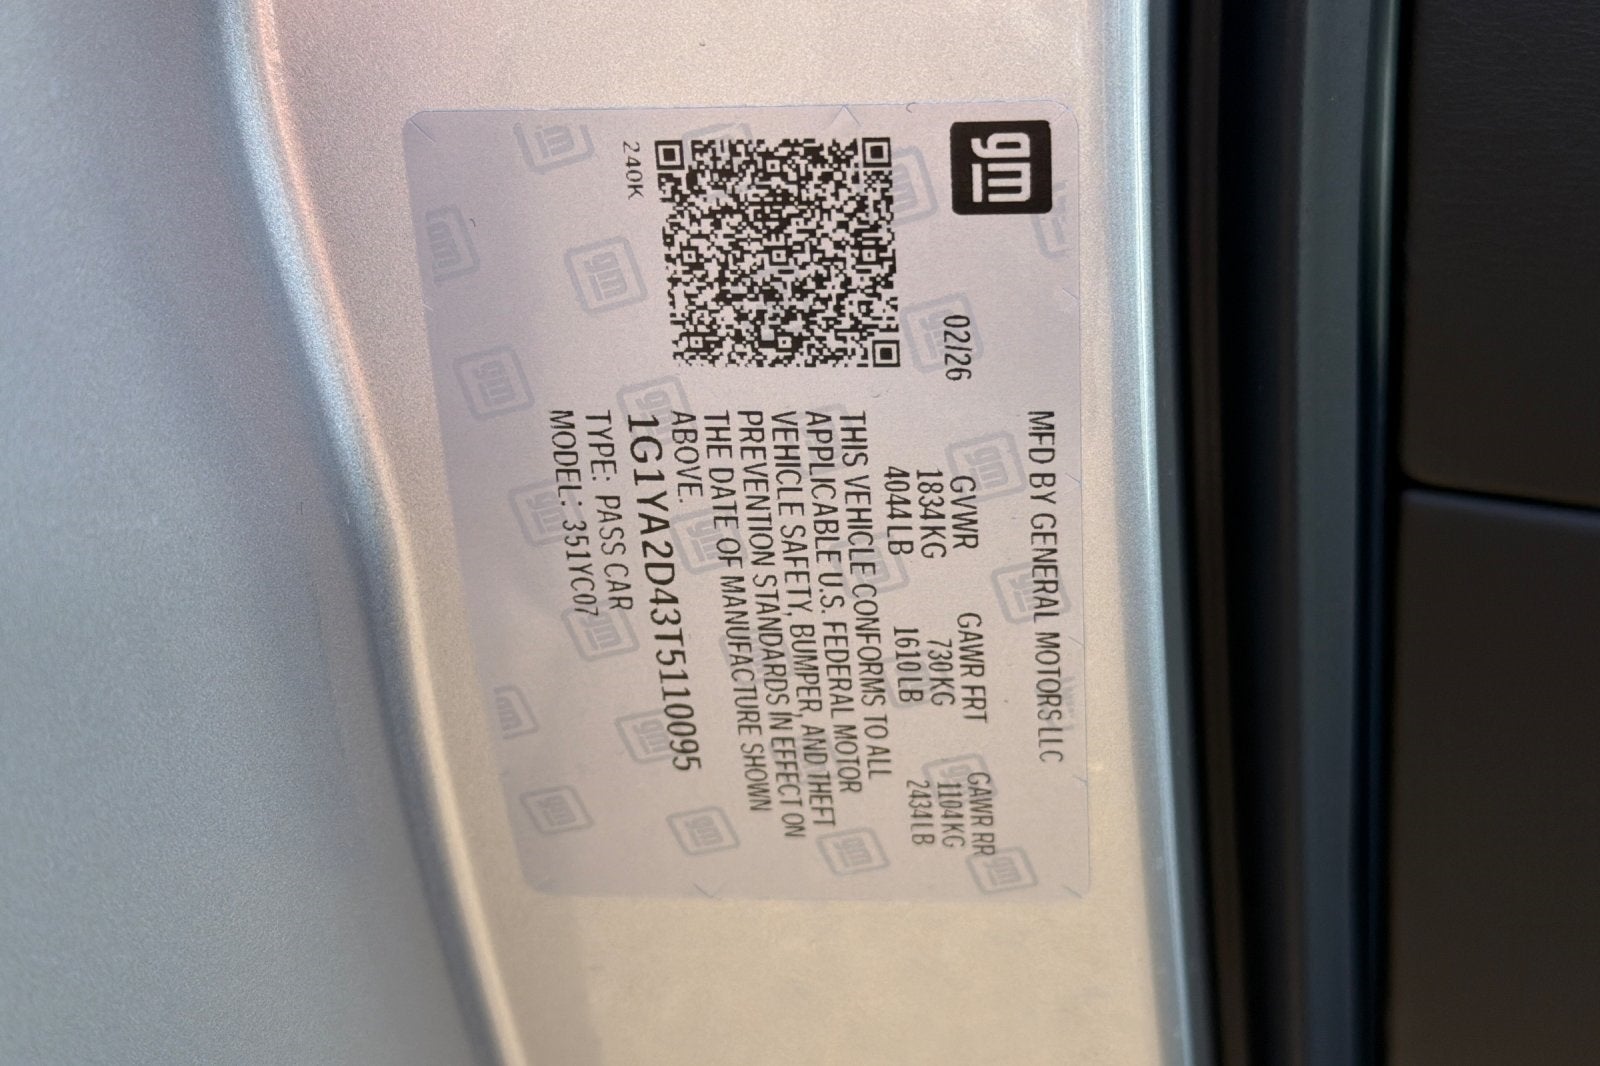 gm
MFD BY GENERAL MOTORS LLC
02/26
GVWR GAWR FRT GAWR RR
1834KG 730KG 1104KG
4044LB 1610LB 2434LB
THIS VEHICLE CONFORMS TO ALL
APPLICABLE U.S. FEDERAL MOTOR
VEHICLE SAFETY, BUMPER, AND THEFT
PREVENTION STANDARDS IN EFFECT ON
THE DATE OF MANUFACTURE SHOWN
ABOVE.
1G1YA2D43T5110095
TYPE: PASS CAR
MODEL: 351YC07
240K